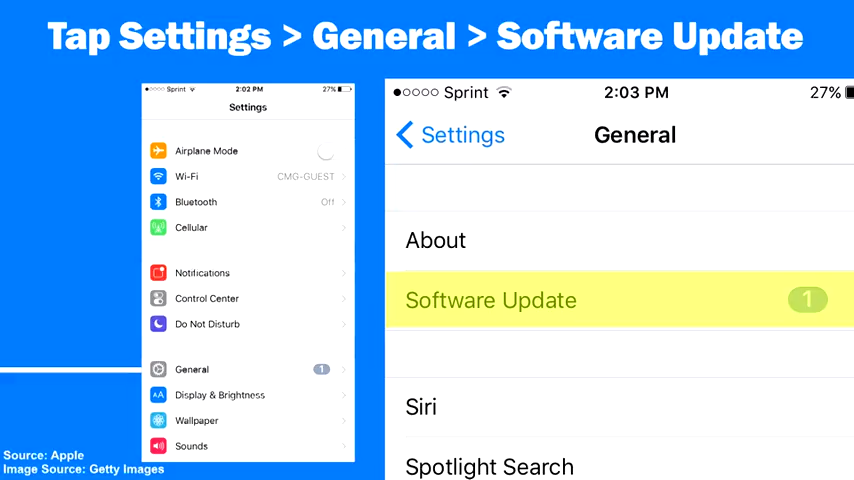 Tap Settings > General > Software Update
Sprint 2:02 PM 27%
Settings
Airplane Mode
Wi-Fi CMG-GUEST
Bluetooth Off
Cellular
Notifications
Control Center
Do Not Disturb
General 1
AA Display & Brightness
Wallpaper
Sounds
Sprint 2:03 PM 27%
Settings General
About
Software Update 1
Siri
Spotlight Search
Source: Apple
Image Source: Getty Images